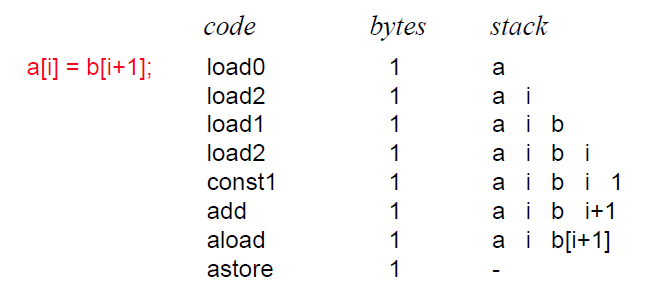 code bytes stack
a[i] = b[i+1]; load0 1 a
load2 1 a i
load1 1 a i b
load2 1 a i b i
const1 1 a i b i 1
add 1 a i b i+1
aload 1 a i b[i+1]
astore 1 -